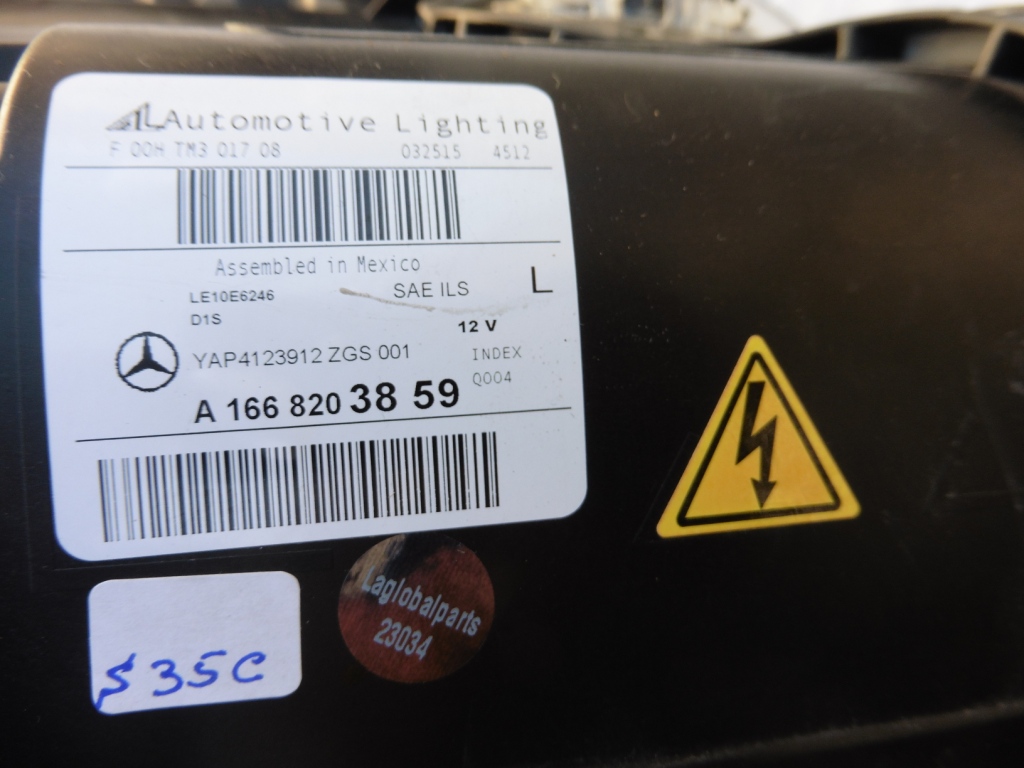 AL Automotive Lighting
F 00H TM3 017 08 032515 4512
Assembled in Mexico
LE10E6246 SAE ILS L
D1S
12 V
YAP4123912 ZGS 001 INDEX
Q004
A 166 820 38 59
Laglobalparts
23034
S 35C